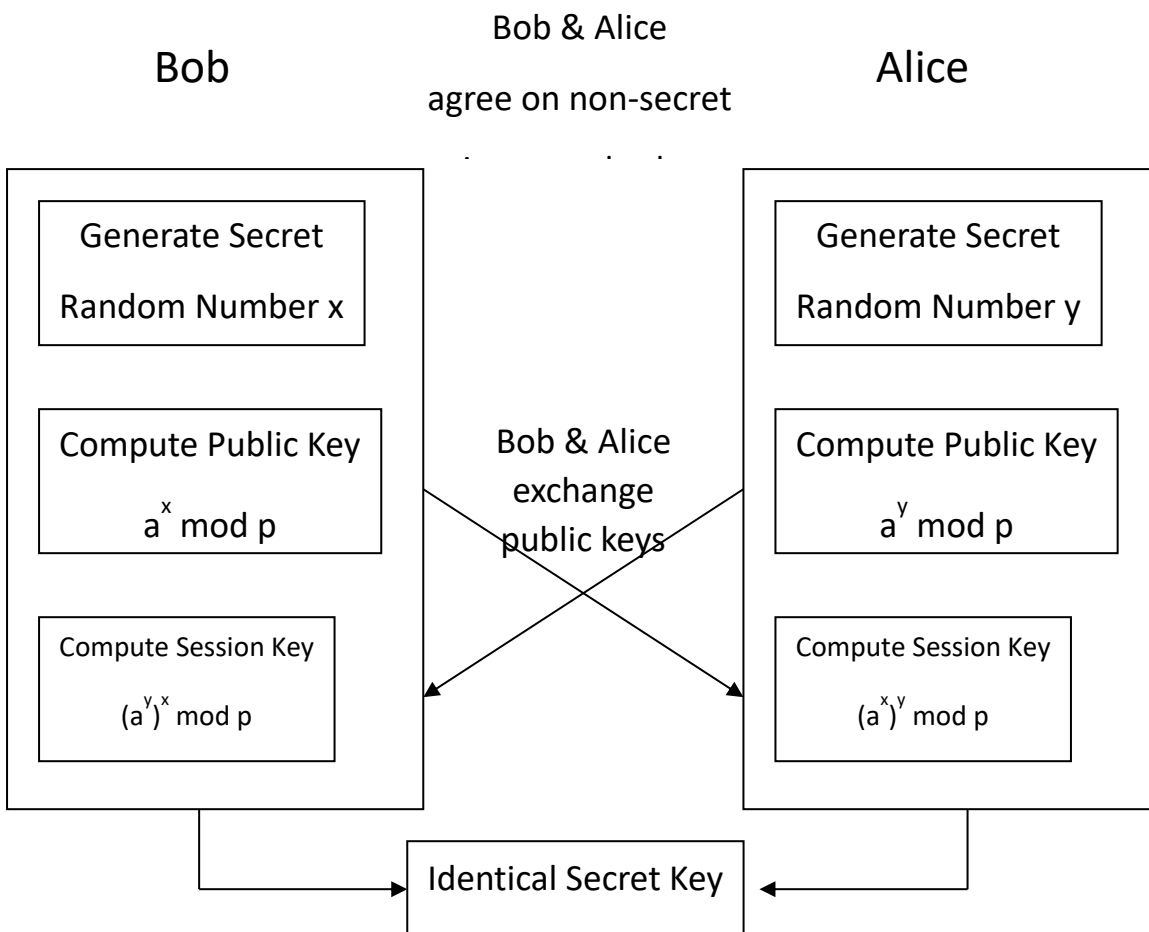 Bob & Alice
Bob
Alice
agree on non-secret
Generate Secret
Random Number x
Generate Secret
Random Number y
Compute Public Key
a^x mod p
Bob & Alice
exchange
public keys
Compute Public Key
a^y mod p
Compute Session Key
(a^y)^x mod p
Compute Session Key
(a^x)^y mod p
Identical Secret Key